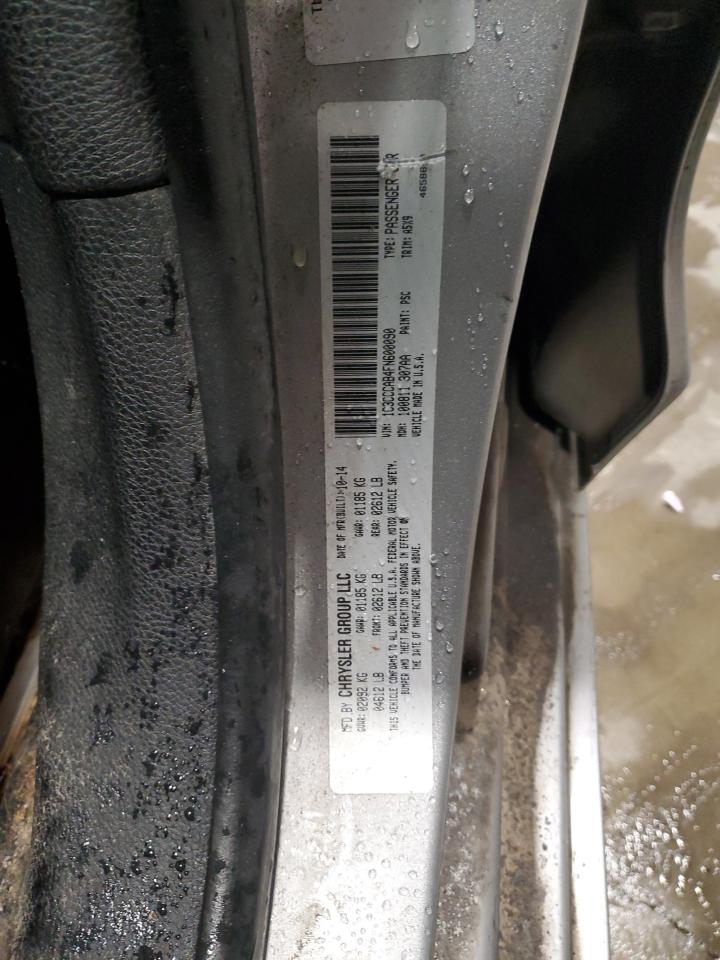 MFD BY CHRYSLER GROUP LLC DATE OF MFR(BUILT)>10-14
GVWR: 02092 KG GAWR: 01185 KG GAWR: 01185 KG
04612 LB FRONT: 02612 LB REAR: 02612 LB
THIS VEHICLE CONFORMS TO ALL APPLICABLE U.S.A. FEDERAL MOTOR VEHICLE SAFETY,
BUMPER AND THEFT PREVENTION STANDARDS IN EFFECT ON
THE DATE OF MANUFACTURE SHOWN ABOVE.
VIN: 1C3CCCAB4FN600090 TYPE: PASSENGER CAR
MDH: 100811 307AA PAINT: PSC TRIM: A5X9
VEHICLE MADE IN U.S.A.